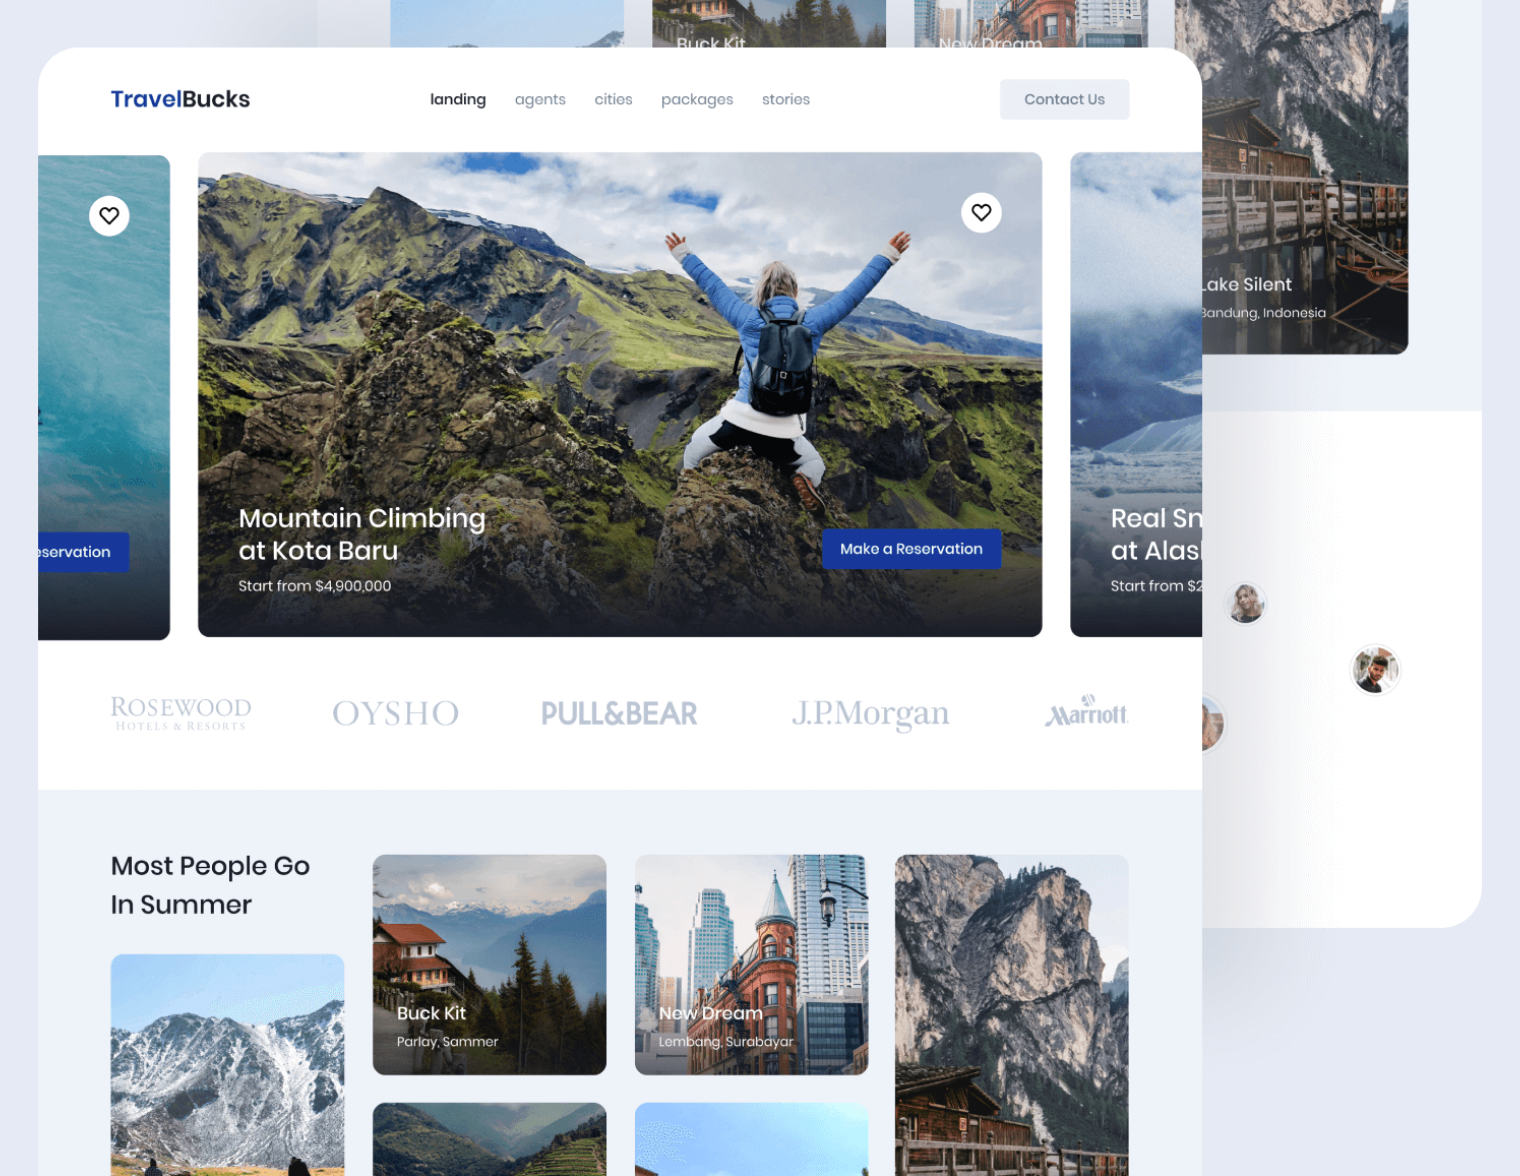 Buck Kit
New Dream
TravelBucks
landing
agents
cities
packages
stories
Contact Us
eservation
Mountain Climbing
at Kota Baru
Start from $4,900,000
Make a Reservation
Real Sn
at Alas
Start from $2
Lake Silent
Bandung, Indonesia
ROSEWOOD
HOTELS & RESORTS
OYSHO
PULL&BEAR
J.P.Morgan
Marriott
Most People Go
In Summer
Buck Kit
Parlay, Sammer
New Dream
Lembang, Surabayar